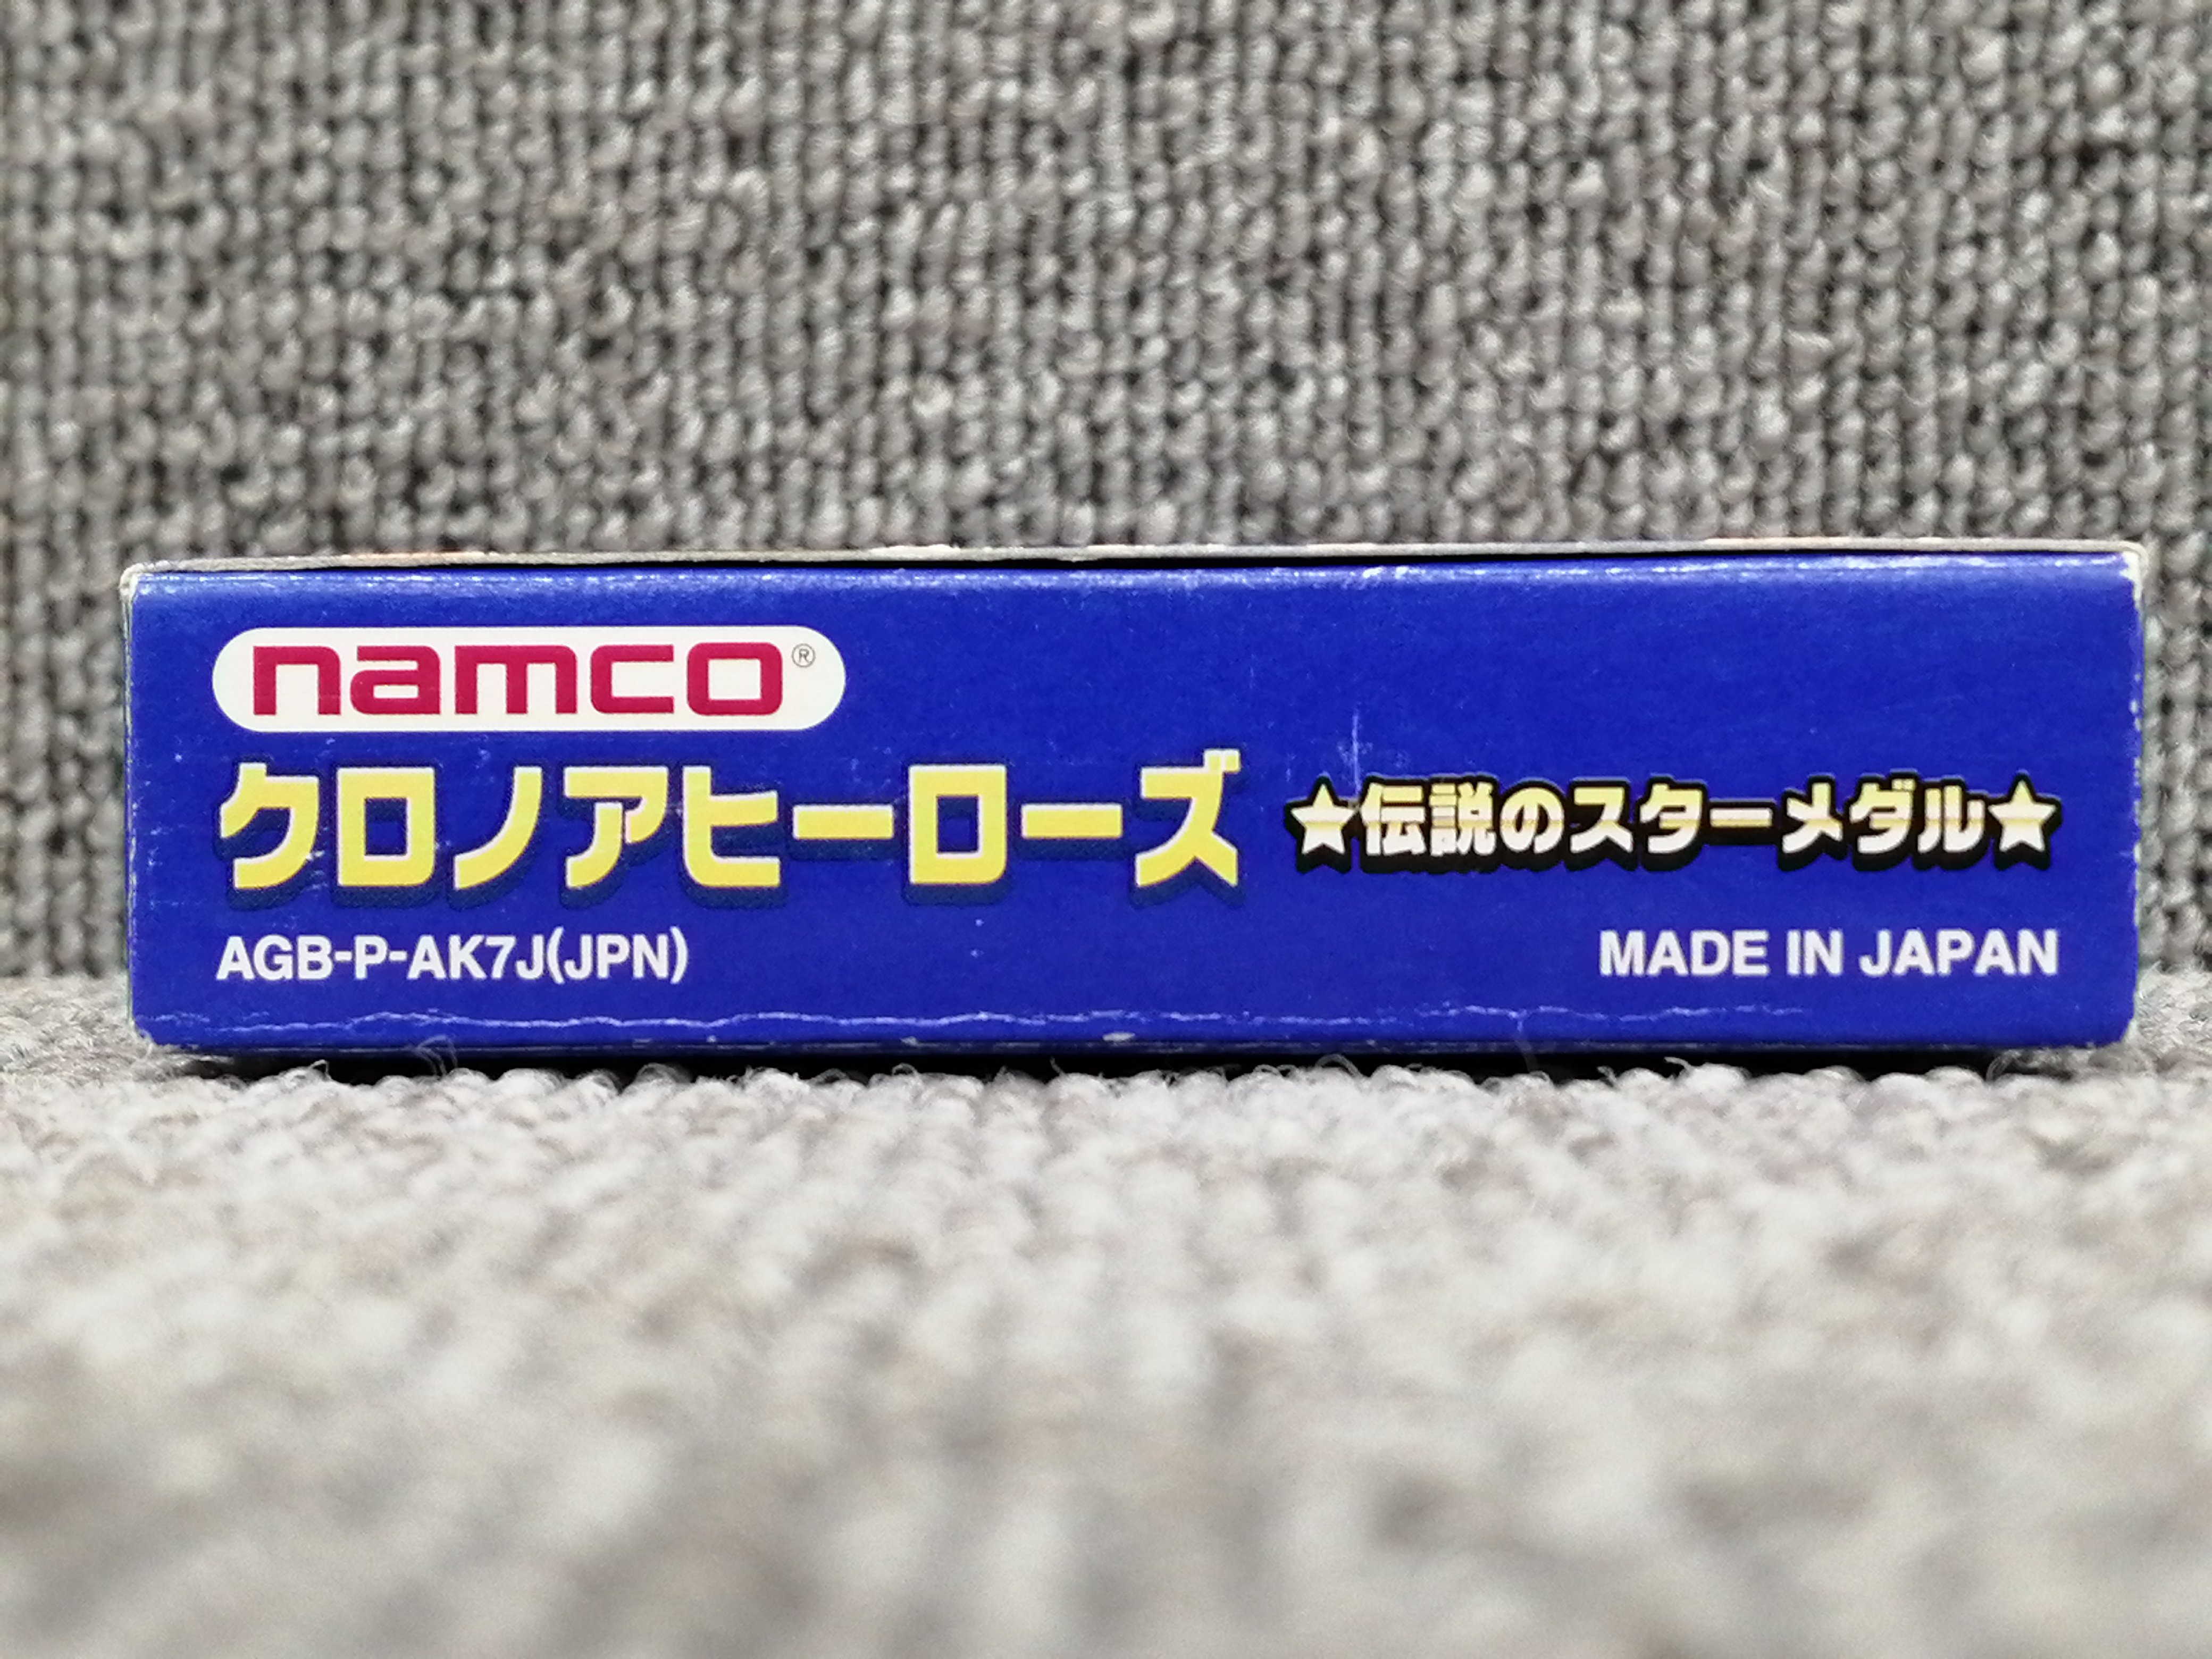 namco®
クロノアヒーローズ ★伝説のスターメダル★
AGB-P-AK7J(JPN) MADE IN JAPAN